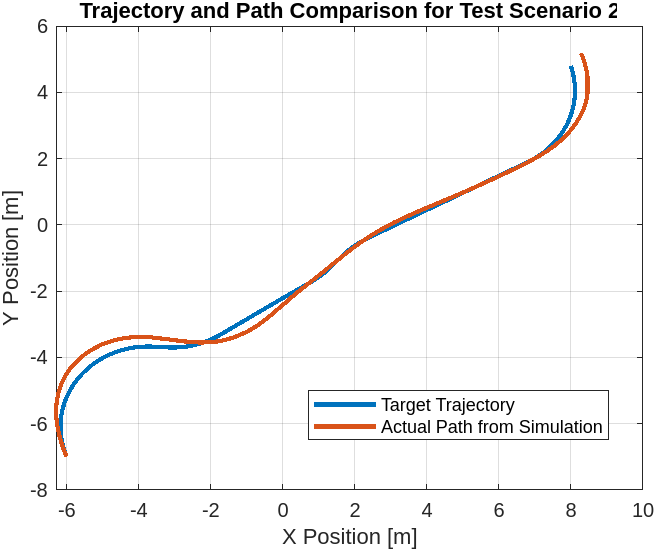 Trajectory and Path Comparison for Test Scenario 2
6
4
2
0
-2
-4
-6
-8
Y Position [m]
Target Trajectory
Actual Path from Simulation
-6 -4 -2 0 2 4 6 8 10
X Position [m]